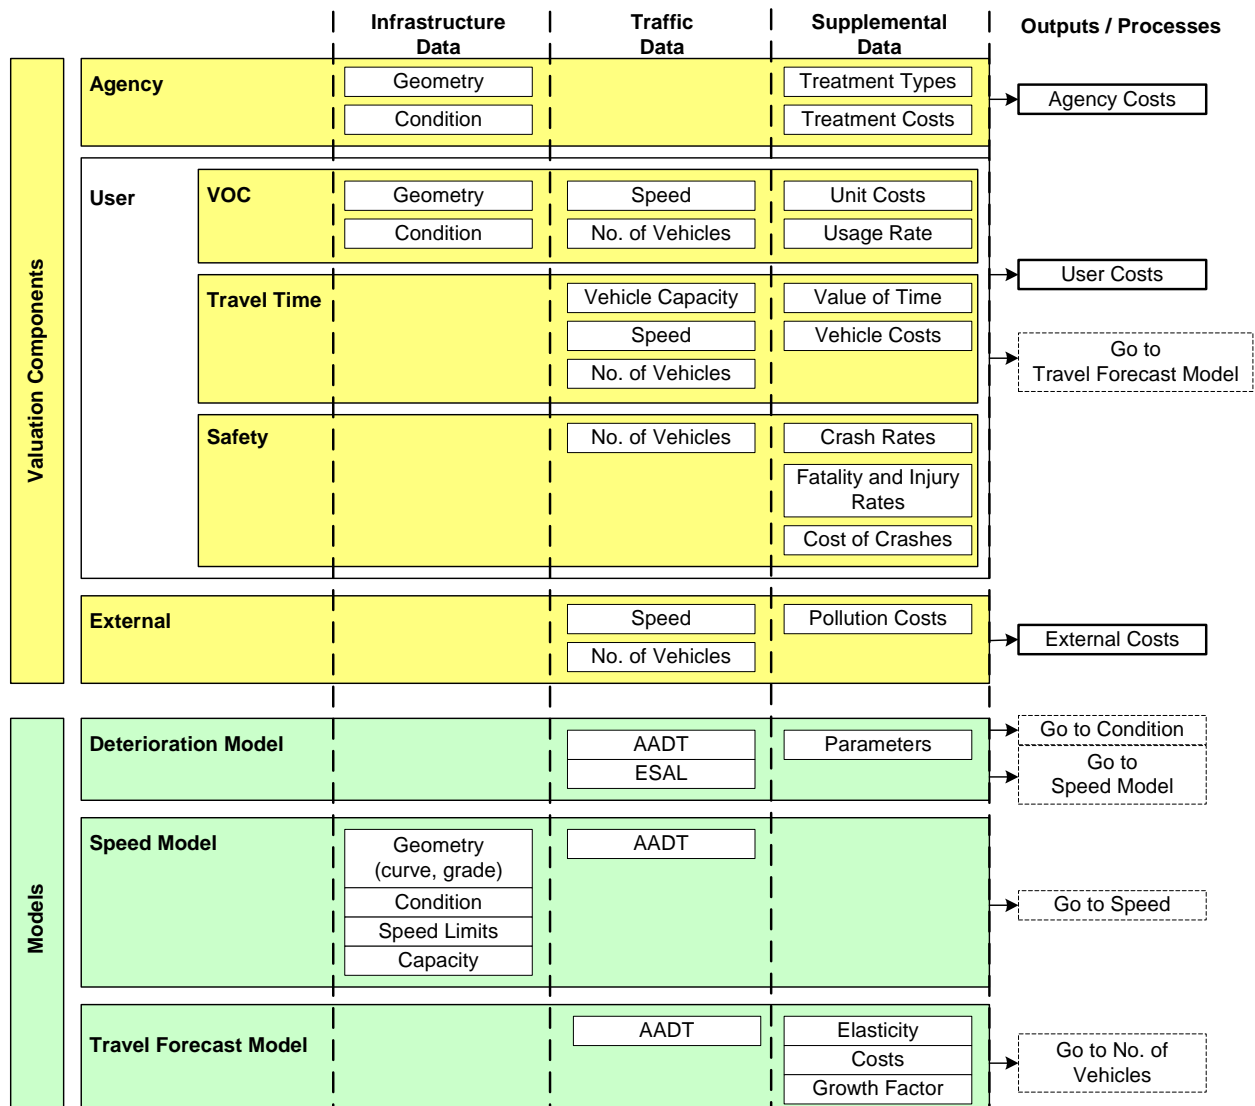 Infrastructure
Data
Traffic
Data
Supplemental
Data
Outputs / Processes
Valuation Components
Agency
Geometry
Condition
Treatment Types
Treatment Costs
Agency Costs
User
VOC
Geometry
Condition
Speed
No. of Vehicles
Unit Costs
Usage Rate
User Costs
Travel Time
Vehicle Capacity
Speed
No. of Vehicles
Value of Time
Vehicle Costs
Go to
Travel Forecast Model
Safety
No. of Vehicles
Crash Rates
Fatality and Injury
Rates
Cost of Crashes
External
Speed
No. of Vehicles
Pollution Costs
External Costs
Models
Deterioration Model
AADT
ESAL
Parameters
Go to Condition
Go to
Speed Model
Speed Model
Geometry
(curve, grade)
Condition
Speed Limits
Capacity
AADT
Go to Speed
Travel Forecast Model
AADT
Elasticity
Costs
Growth Factor
Go to No. of
Vehicles